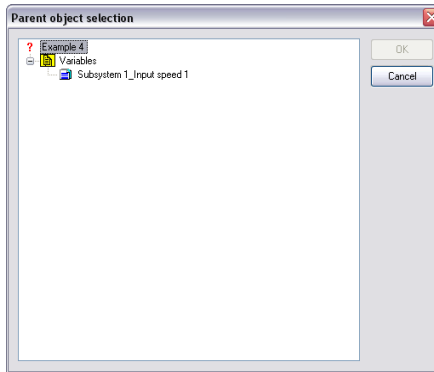 Parent object selection
? Example 4
OK
Variables
Cancel
Subsystem 1_Input speed 1